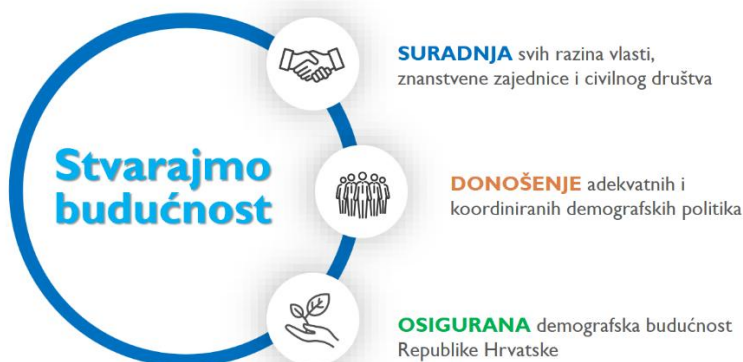 Stvarajmo
budućnost
SURADNJA svih razina vlasti,
znanstvene zajednice i civilnog društva
DONOŠENJE adekvatnih i
koordiniranih demografskih politika
OSIGURANA demografska budućnost
Republike Hrvatske